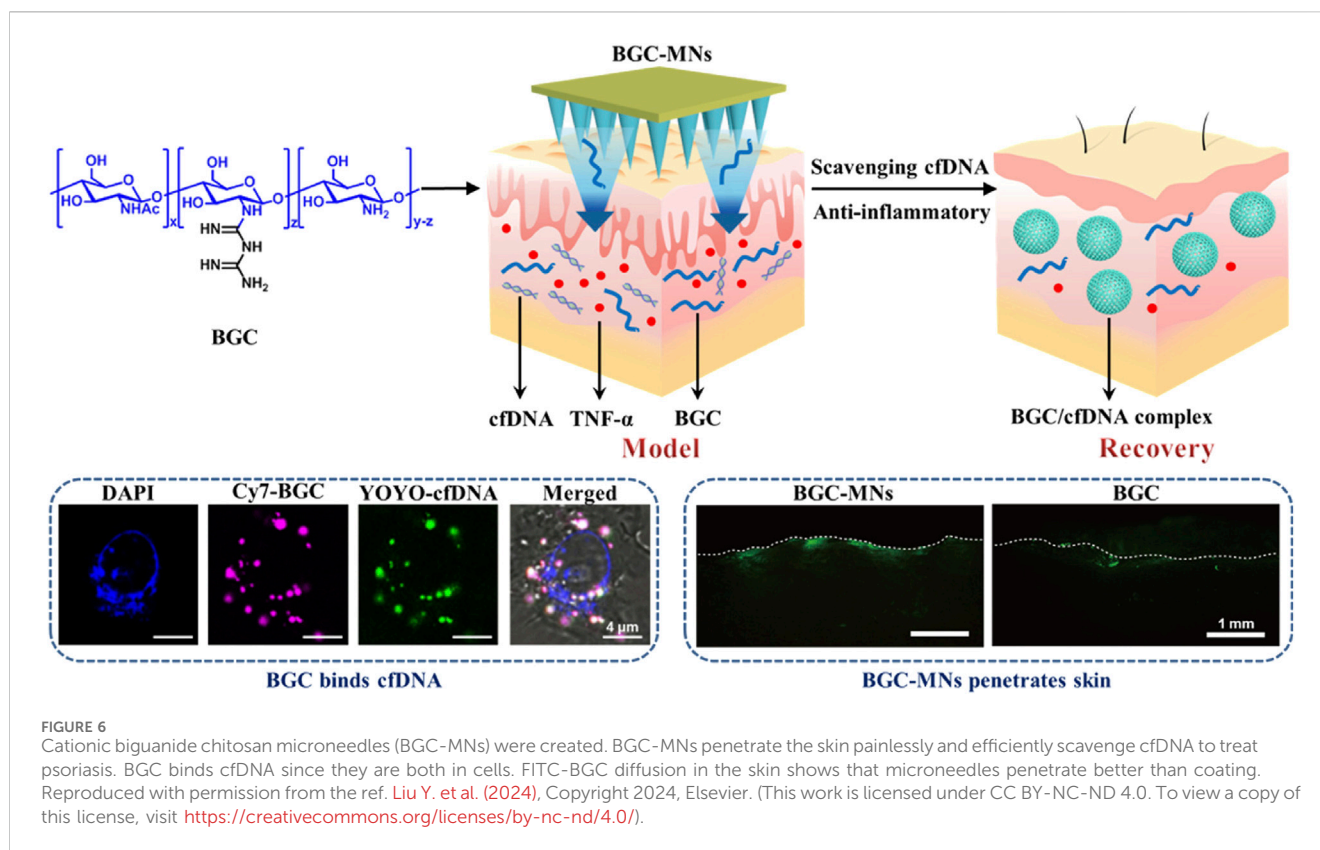 BGC-MNs
OH
OH
OH
O
O
O
O
O
O
HO
HO
HO
NHAc
NH
NH₂
x
z
y-z
HN
NH
HN
NH₂
BGC
Scavenging cfDNA
Anti-inflammatory
cfDNA TNF-α BGC
Model
BGC/cfDNA complex
Recovery
DAPI Cy7-BGC YOYO-cfDNA Merged
4 µm
BGC binds cfDNA
BGC-MNs BGC
1 mm
BGC-MNs penetrates skin
FIGURE 6
Cationic biguanide chitosan microneedles (BGC-MNs) were created. BGC-MNs penetrate the skin painlessly and efficiently scavenge cfDNA to treat
psoriasis. BGC binds cfDNA since they are both in cells. FITC-BGC diffusion in the skin shows that microneedles penetrate better than coating.
Reproduced with permission from the ref. Liu Y. et al. (2024), Copyright 2024, Elsevier. (This work is licensed under CC BY-NC-ND 4.0. To view a copy of
this license, visit https://creativecommons.org/licenses/by-nc-nd/4.0/).